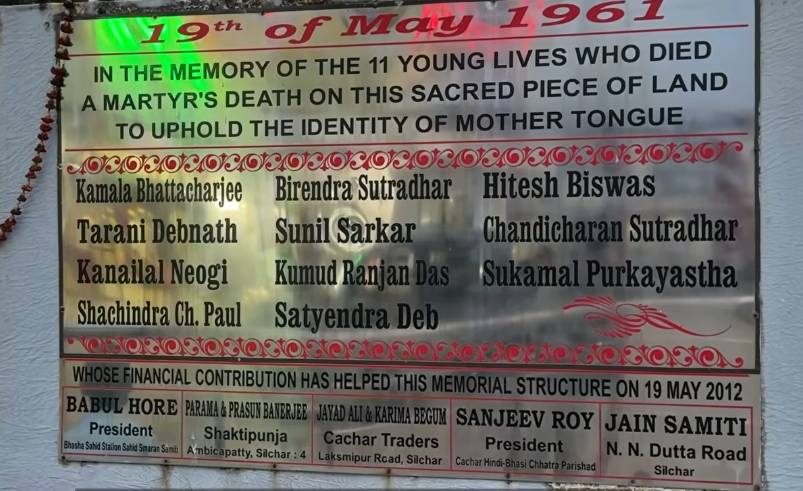 19th of May 1961
IN THE MEMORY OF THE 11 YOUNG LIVES WHO DIED
A MARTYR'S DEATH ON THIS SACRED PIECE OF LAND
TO UPHOLD THE IDENTITY OF MOTHER TONGUE
Kamala Bhattacharjee Birendra Sutradhar Hitesh Biswas
Tarani Debnath Sunil Sarkar Chandicharan Sutradhar
Kanailal Neogi Kumud Ranjan Das Sukamal Purkayastha
Shachindra Ch. Paul Satyendra Deb
WHOSE FINANCIAL CONTRIBUTION HAS HELPED THIS MEMORIAL STRUCTURE ON 19 MAY 2012
BABUL HORE
President
Bhasha Sahid Station Sahid Smaran Samiti
PARAMA & PRASUN BANERJEE
Shaktipunja
Ambicapatty, Silchar : 4
JAYAD ALI & KARIMA BEGUM
Cachar Traders
Laksmipur Road, Silchar
SANJEEV ROY
President
Cachar Hindi-Bhasi Chhatra Parishad
JAIN SAMITI
N. N. Dutta Road
Silchar